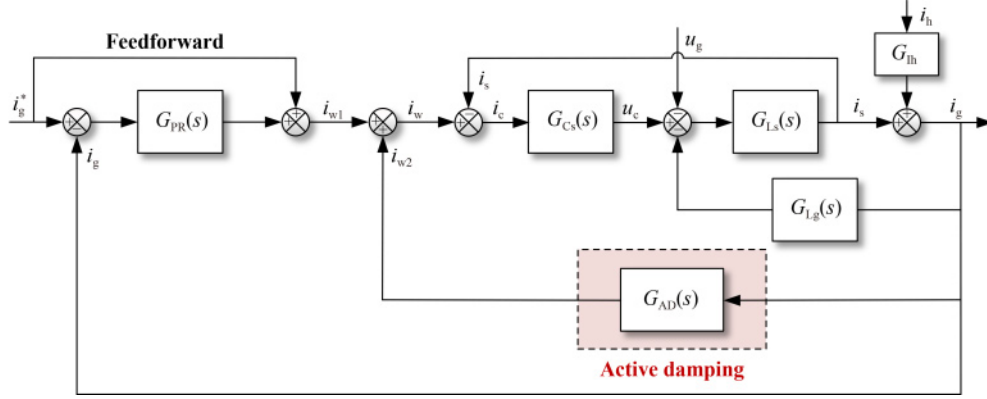 Feedforward
i_h
G_Ih
u_g
i_g*
G_PR(s)
i_w1
i_w
i_s
i_c
G_Cs(s)
u_c
G_Ls(s)
i_s
i_g
i_g
i_w2
G_Lg(s)
G_AD(s)
Active damping